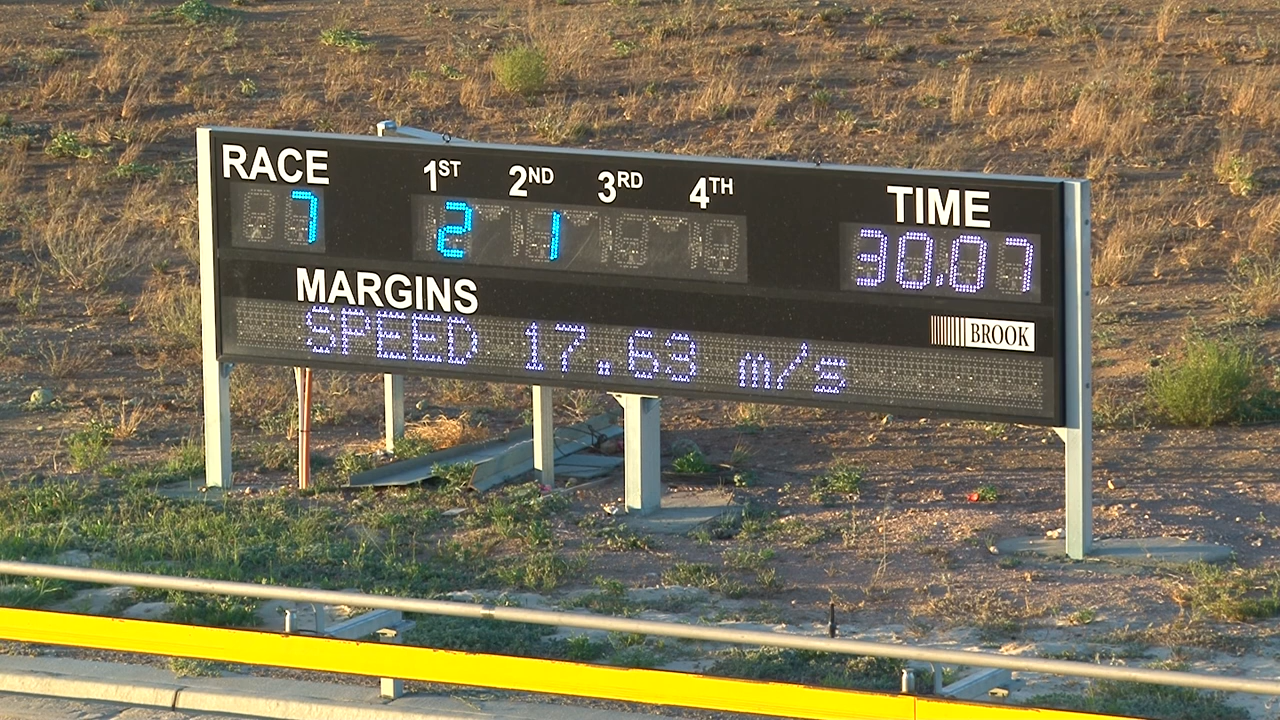 RACE 1ST 2ND 3RD 4TH TIME
7 2 1 30.07
MARGINS
BROOK
SPEED 17.63 m/s